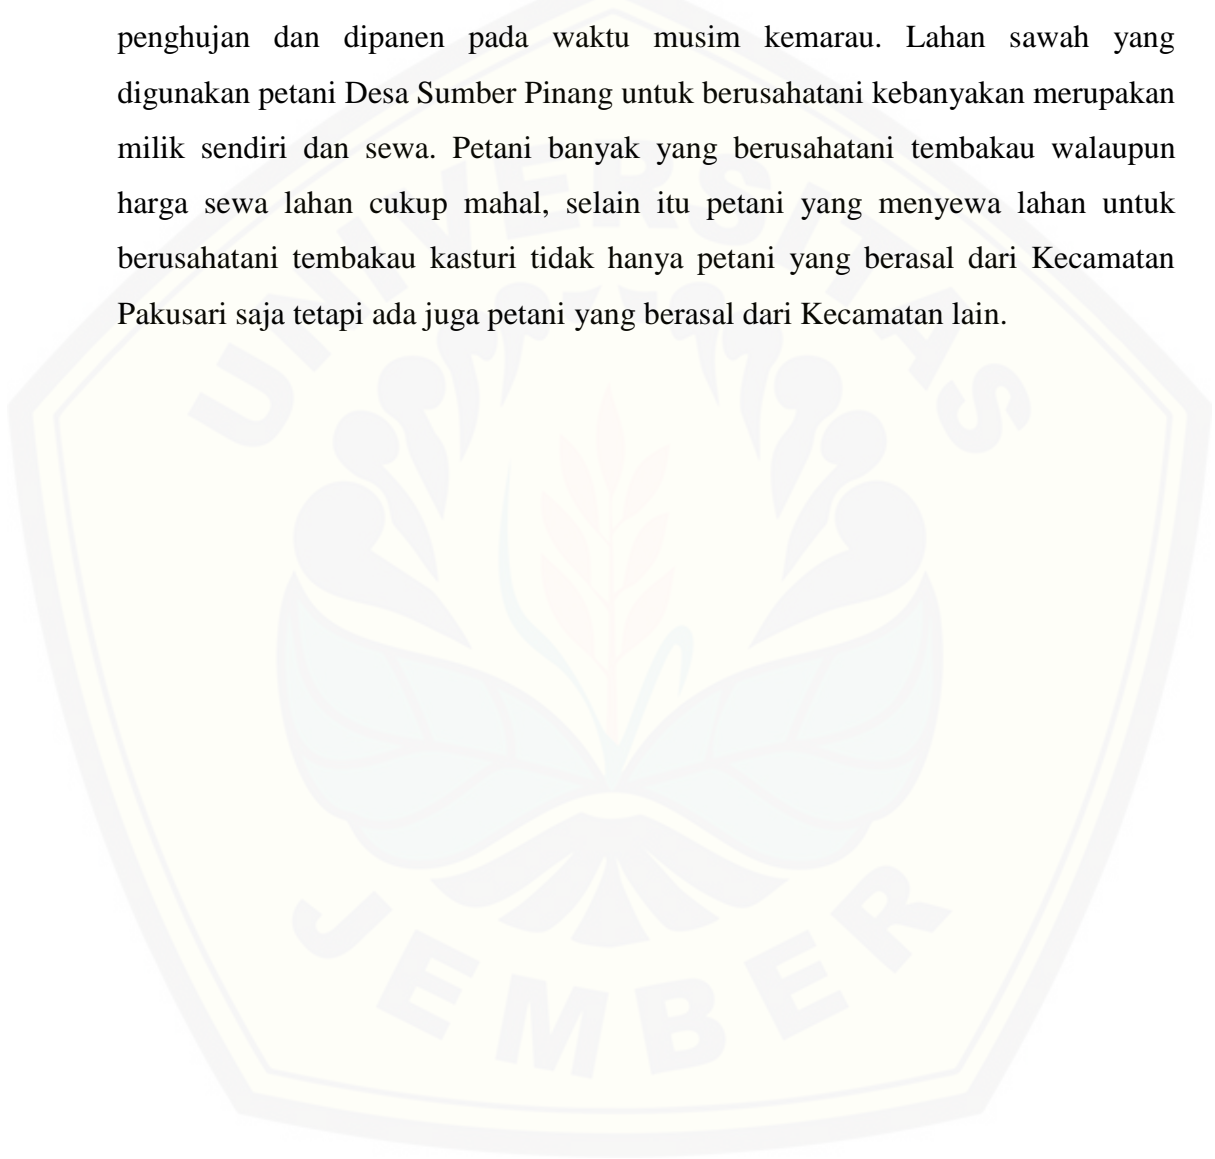 penghujan dan dipanen pada waktu musim kemarau. Lahan sawah yang
digunakan petani Desa Sumber Pinang untuk berusahatani kebanyakan merupakan
milik sendiri dan sewa. Petani banyak yang berusahatani tembakau walaupun
harga sewa lahan cukup mahal, selain itu petani yang menyewa lahan untuk
berusahatani tembakau kasturi tidak hanya petani yang berasal dari Kecamatan
Pakusari saja tetapi ada juga petani yang berasal dari Kecamatan lain.
UNIVERSITAS
JEMBER